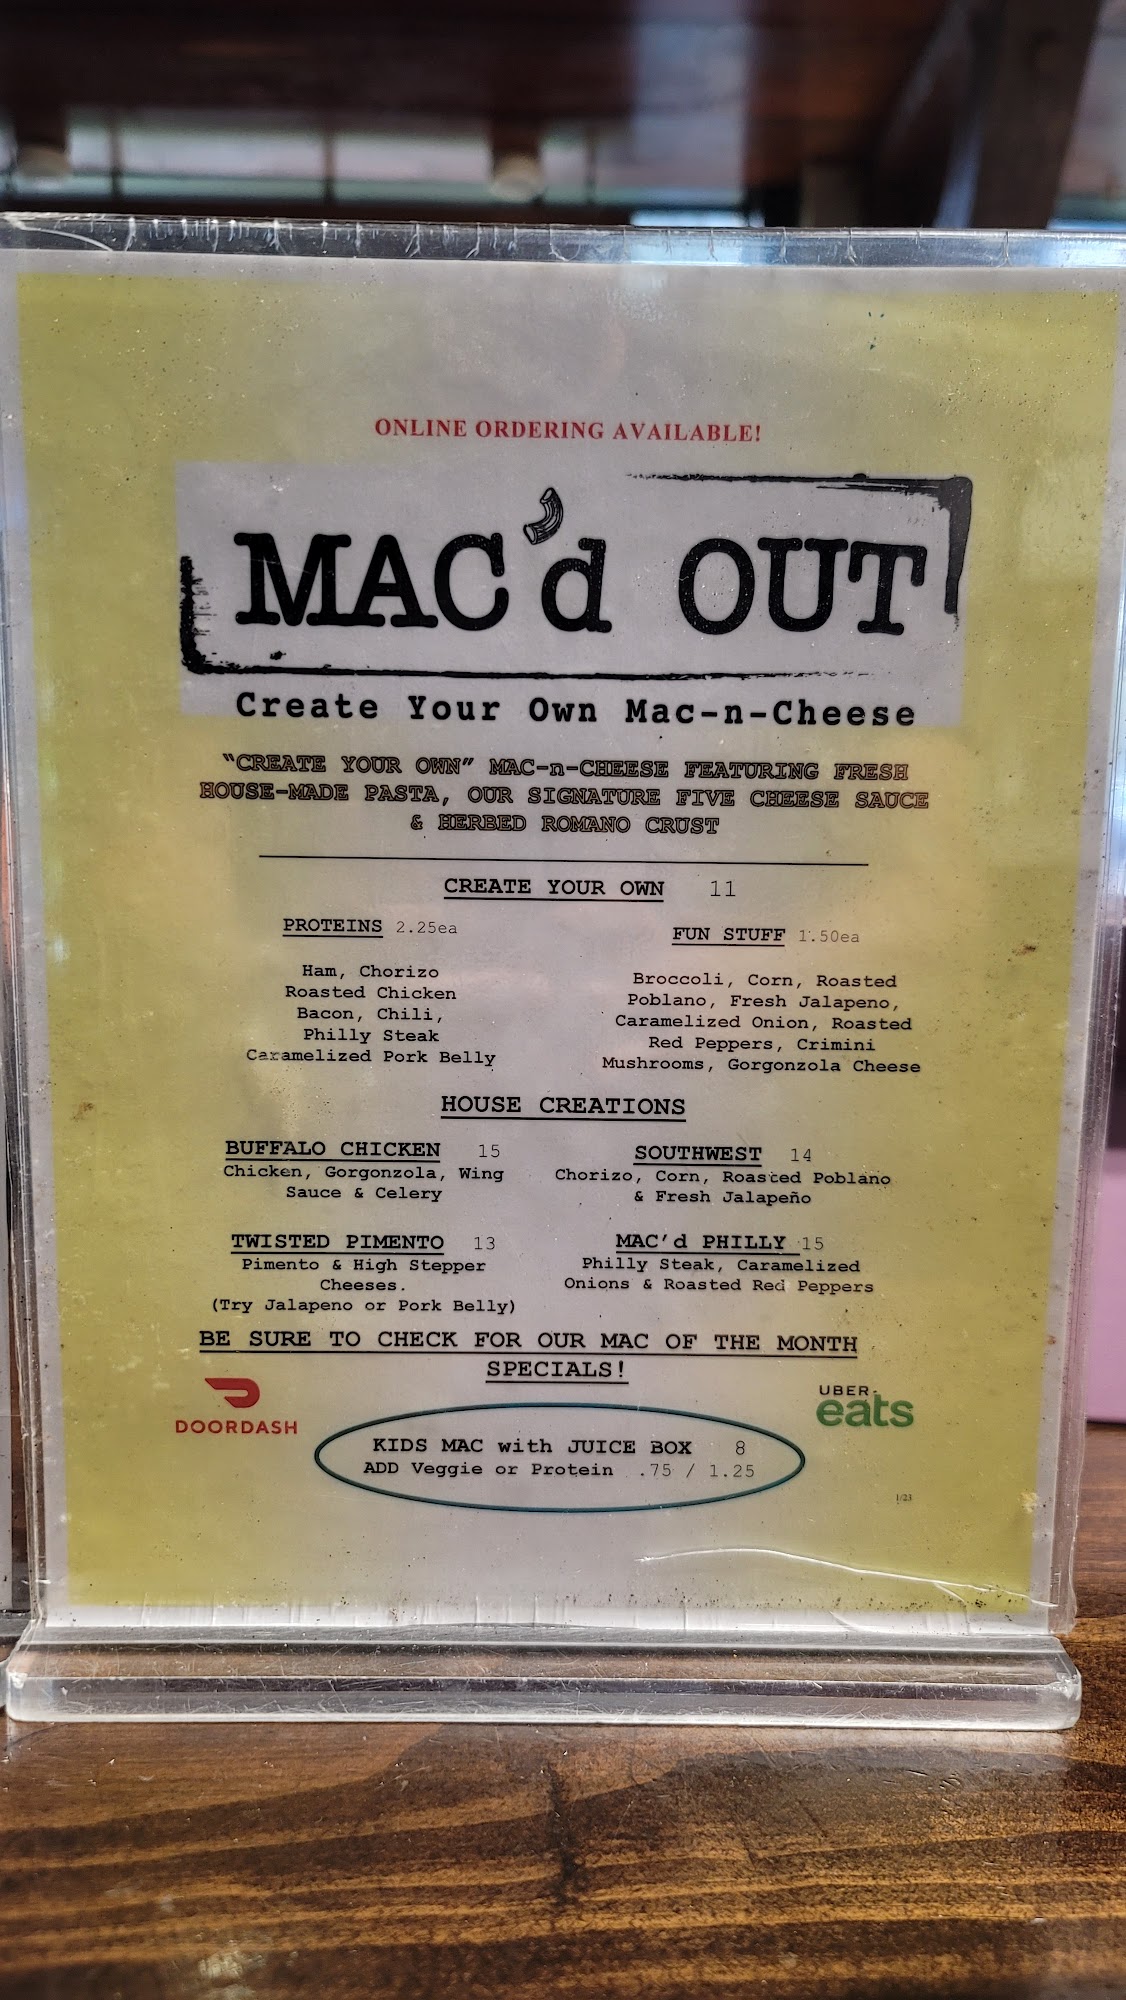 ONLINE ORDERING AVAILABLE!
MAC'd OUT
Create Your Own Mac-n-Cheese
"CREATE YOUR OWN" MAC-n-CHEESE FEATURING FRESH
HOUSE-MADE PASTA, OUR SIGNATURE FIVE CHEESE SAUCE
& HERBED ROMANO CRUST
CREATE YOUR OWN 11
PROTEINS 2.25ea
Ham, Chorizo
Roasted Chicken
Bacon, Chili,
Philly Steak
Caramelized Pork Belly
FUN STUFF 1.50ea
Broccoli, Corn, Roasted
Poblano, Fresh Jalapeno,
Caramelized Onion, Roasted
Red Peppers, Crimini
Mushrooms, Gorgonzola Cheese
HOUSE CREATIONS
BUFFALO CHICKEN 15
Chicken, Gorgonzola, Wing
Sauce & Celery
SOUTHWEST 14
Chorizo, Corn, Roasted Poblano
& Fresh Jalapeño
TWISTED PIMENTO 13
Pimento & High Stepper
Cheeses.
(Try Jalapeno or Pork Belly)
MAC'd PHILLY 15
Philly Steak, Caramelized
Onions & Roasted Red Peppers
BE SURE TO CHECK FOR OUR MAC OF THE MONTH
SPECIALS!
DOORDASH
UBER
eats
KIDS MAC with JUICE BOX 8
ADD Veggie or Protein .75 / 1.25
1/23